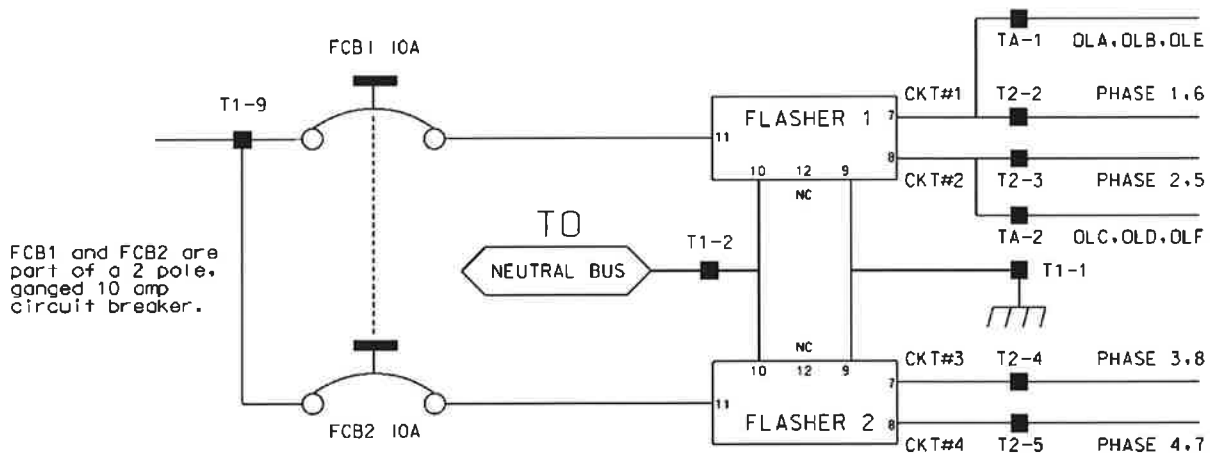 TA-1 OLA,OLB,OLE
FCB1 10A
T1-9
CKT#1 T2-2 PHASE 1,6
FLASHER 1
7
11
8
10 12 9
NC
CKT#2 T2-3 PHASE 2,5
TA-2 OLC,OLD,OLF
TO
NEUTRAL BUS
T1-2
T1-1
FCB1 and FCB2 are
part of a 2 pole,
ganged 10 amp
circuit breaker.
NC
10 12 9
CKT#3 T2-4 PHASE 3,8
7
11
FLASHER 2
8
FCB2 10A
CKT#4 T2-5 PHASE 4,7